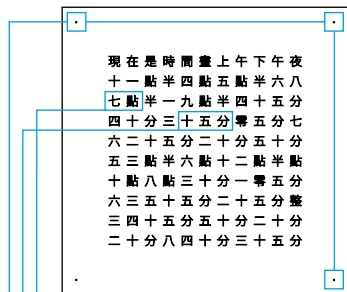 現在是時間晝上午下午夜
十一點半四點五點半六八
七點半一九點半四十五分
四十分三十五分零五分七
六二十五分二十分五十分
五三點半六點十二點半點
十點八點三十分一零五分
六三五十五分二十五分整
三四十五分五十分二十分
二十分八四十分三十五分